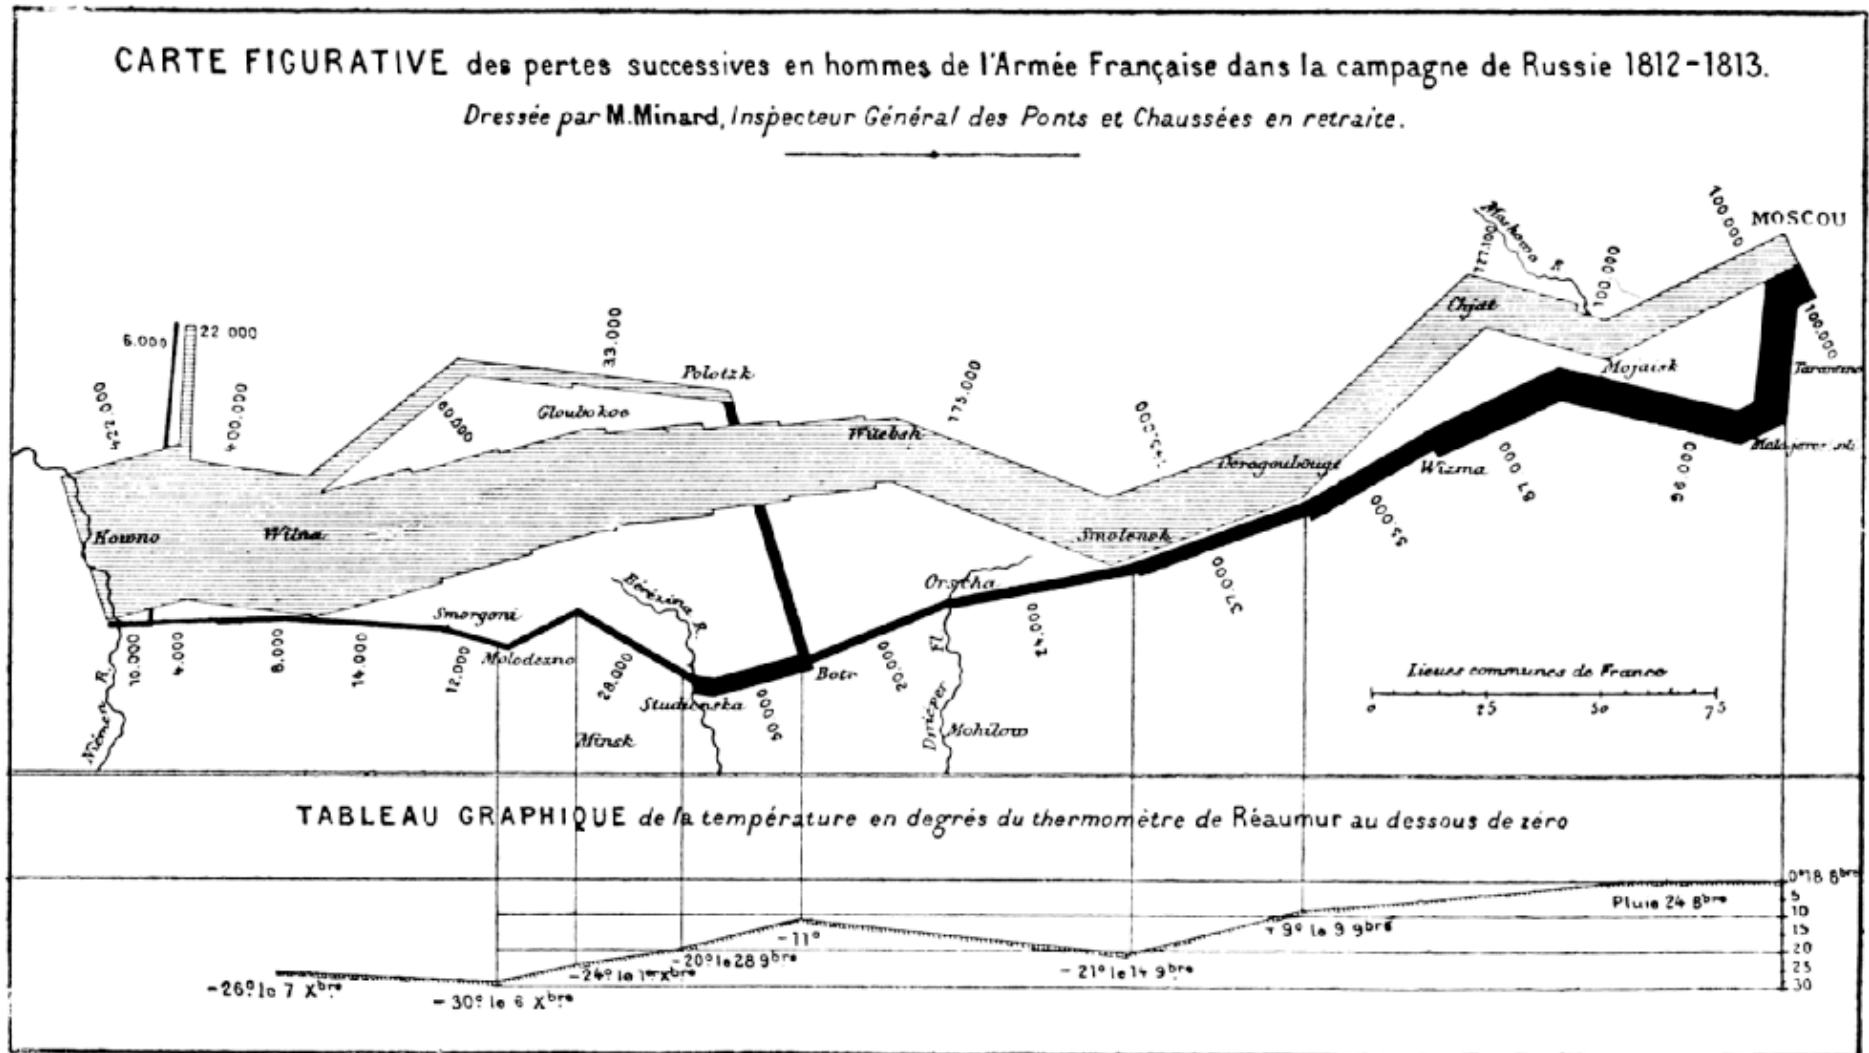 CARTE FIGURATIVE des pertes successives en hommes de l'Armée Française dans la campagne de Russie 1812-1813.
Dressée par M.Minard, Inspecteur Général des Ponts et Chaussées en retraite.
MOSCOU
100.000
Moskowa R.
127.100
100.000
Chjat
100.000
Mojaisk
Tarantino
6.000
22 000
33.000
Polotzk
422.000
400.000
60.000
Gloubokoe
175.000
Witebsk
145.000
Dorogoubouge
Wizma
87.000
96.000
55.000
Kowno
Wilna
Smolensk
Orscha
Bérézina R.
Smorgoni
37.000
24.000
10.000
4.000
8.000
14.000
12.000
Molodezno
28.000
Studienska
50.000
Botr
20.000
Niémen R.
Minsk
Dnieper Fl.
Mohilow
Lieues communes de France
0 25 50 75
TABLEAU GRAPHIQUE de la température en degrés du thermomètre de Réaumur au dessous de zéro
0° 18 8bre
Pluie 24 8bre
5
10
15
20
25
30
9° le 9 9bre
-11°
-21° le 14 9bre
-20° le 28 9bre
-24° le 1er Xbre
-26° le 7 Xbre
-30° le 6 Xbre